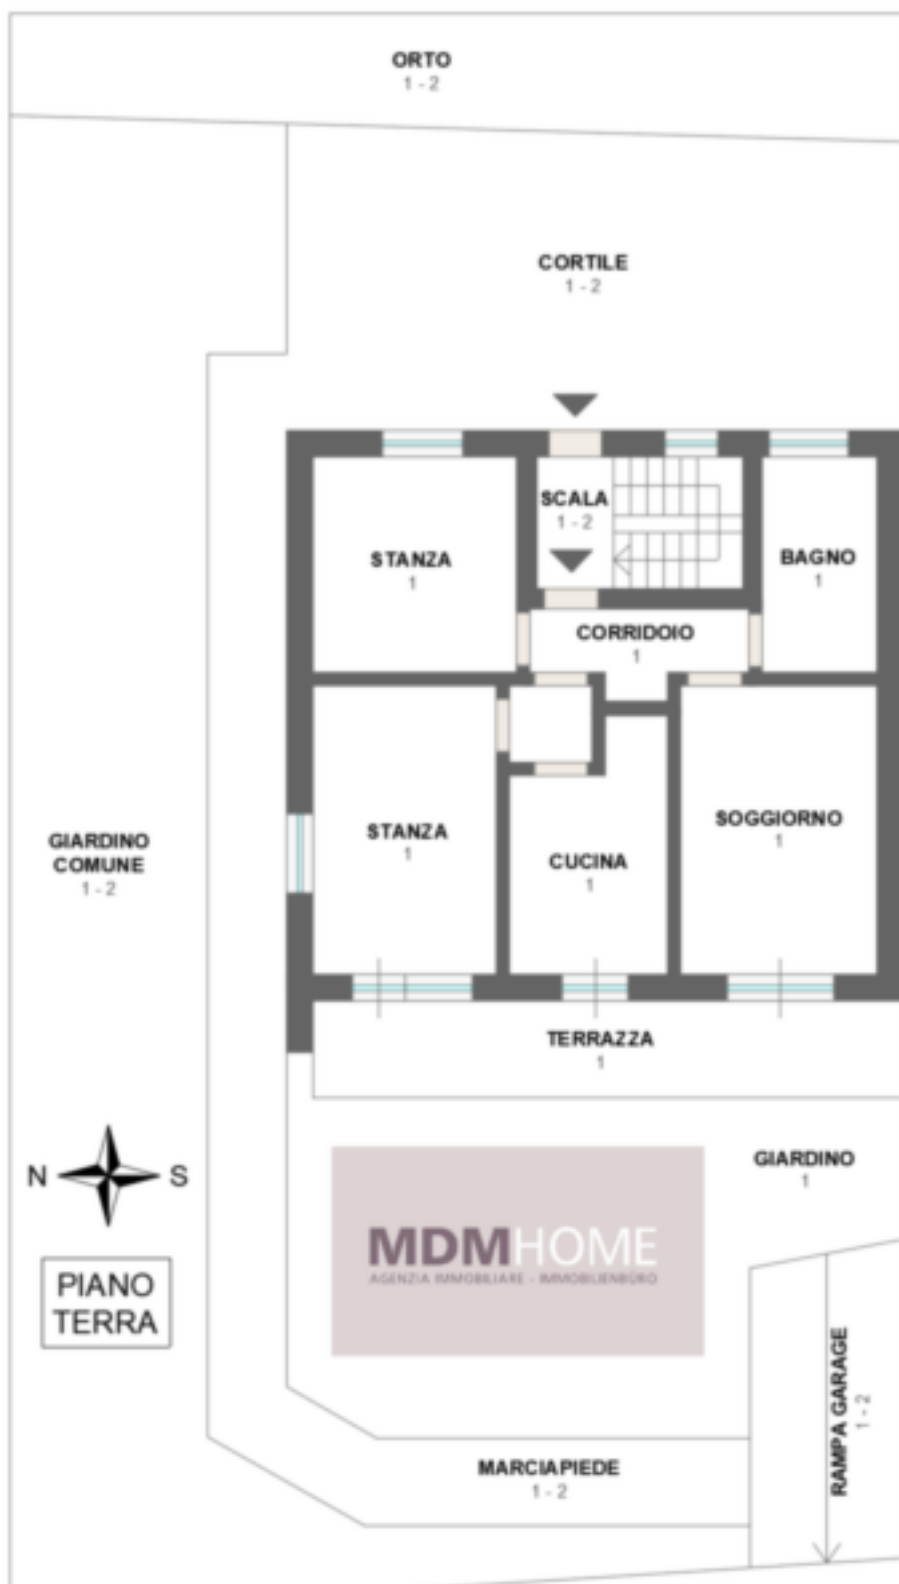 ORTO
1 - 2
CORTILE
1 - 2
SCALA
1 - 2
STANZA
1
BAGNO
1
CORRIDOIO
1
STANZA
1
CUCINA
1
SOGGIORNO
1
GIARDINO
COMUNE
1 - 2
TERRAZZA
1
N S
PIANO
TERRA
GIARDINO
1
MDMHOME
AGENZIA IMMOBILIARE - IMMOBILIENBÜRO
RAMPA GARAGE
1 - 2
MARCIAPIEDE
1 - 2